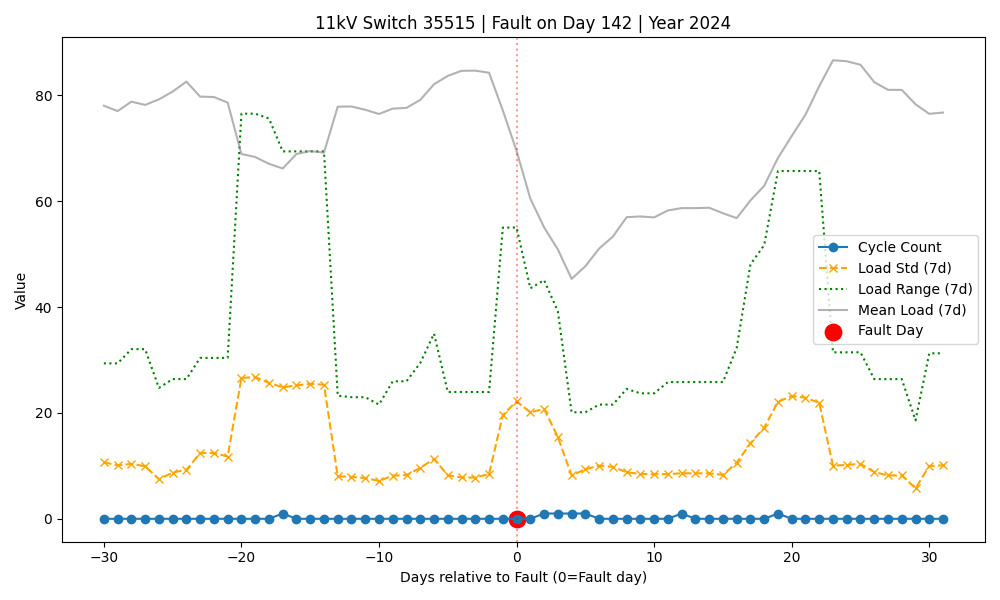 11kV Switch 35515 | Fault on Day 142 | Year 2024
Value
80
60
40
20
0
Cycle Count
Load Std (7d)
Load Range (7d)
Mean Load (7d)
Fault Day
−30
−20
−10
0
10
20
30
Days relative to Fault (0=Fault day)